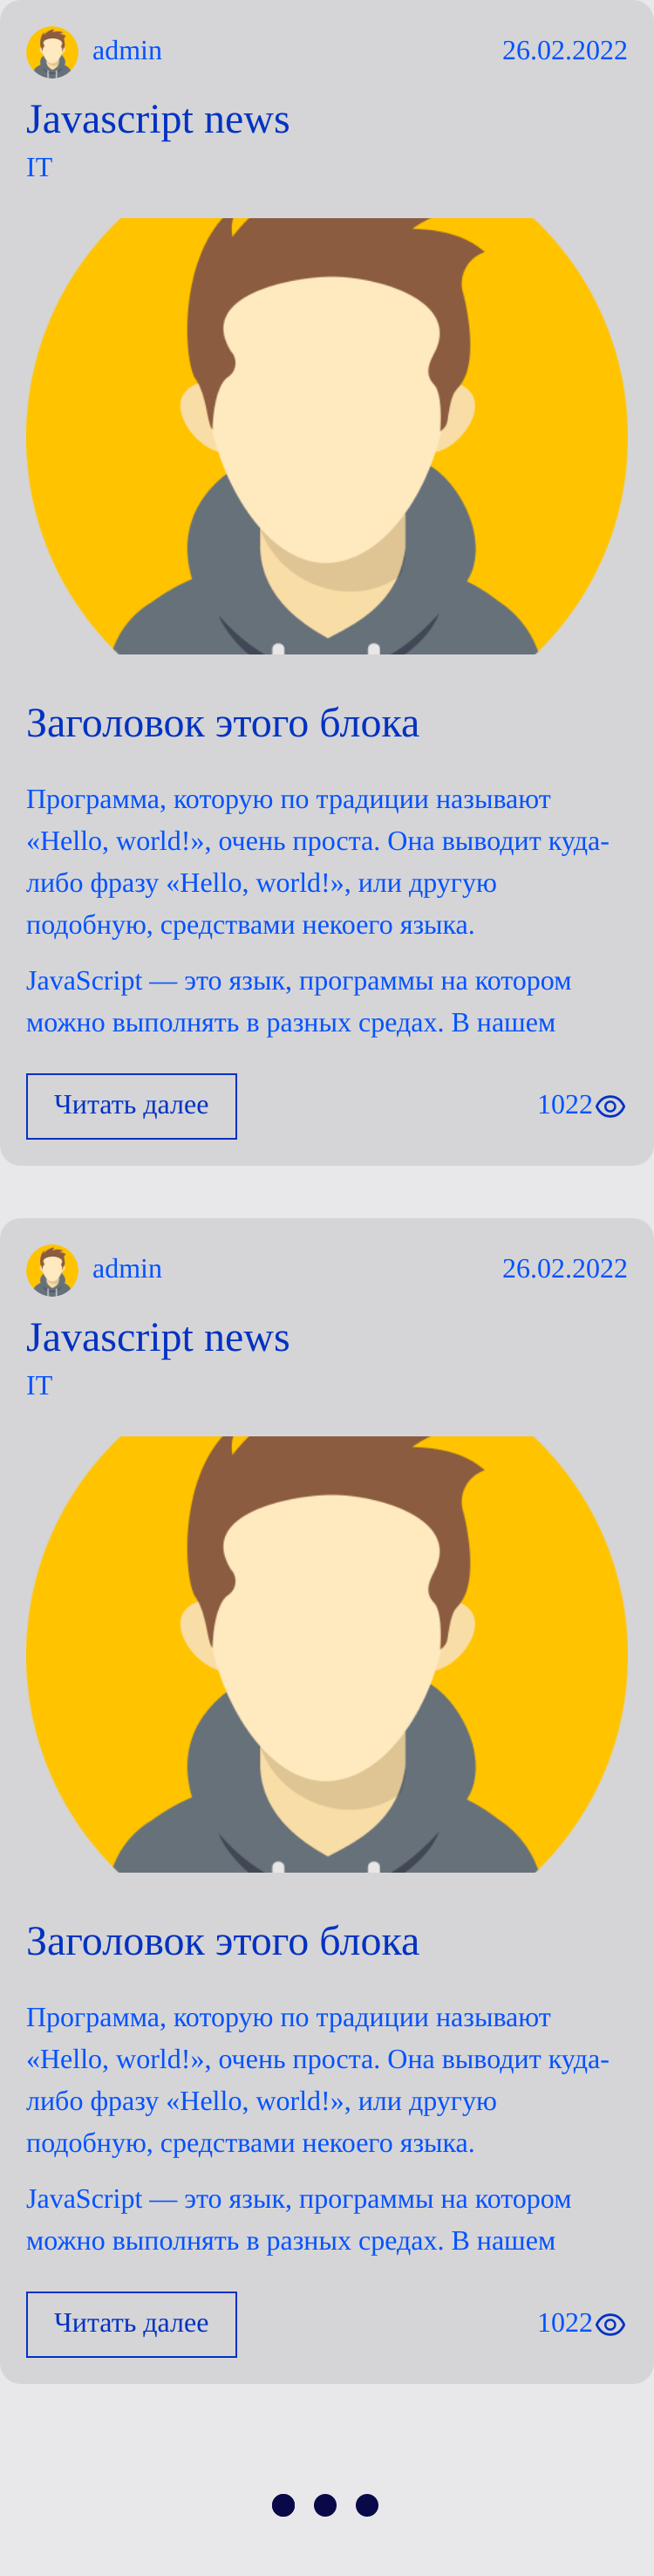 admin 26.02.2022
Javascript news
IT
Заголовок этого блока
Программа, которую по традиции называют
«Hello, world!», очень проста. Она выводит куда-
либо фразу «Hello, world!», или другую
подобную, средствами некоего языка.
JavaScript — это язык, программы на котором
можно выполнять в разных средах. В нашем
Читать далее 1022
admin 26.02.2022
Javascript news
IT
Заголовок этого блока
Программа, которую по традиции называют
«Hello, world!», очень проста. Она выводит куда-
либо фразу «Hello, world!», или другую
подобную, средствами некоего языка.
JavaScript — это язык, программы на котором
можно выполнять в разных средах. В нашем
Читать далее 1022